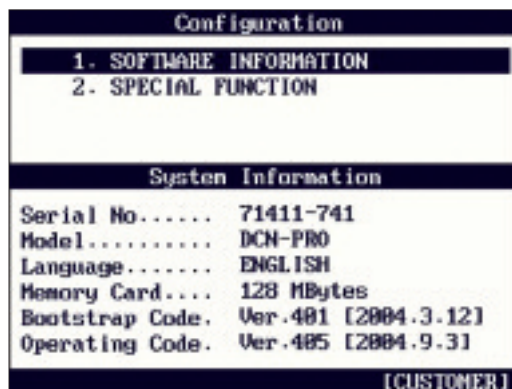 Configuration
1. SOFTWARE INFORMATION
2. SPECIAL FUNCTION
System Information
Serial No...... 71411-741
Model.......... DCN-PRO
Language....... ENGLISH
Memory Card.... 128 MBytes
Bootstrap Code. Ver.401 [2004.3.12]
Operating Code. Ver.405 [2004.9.3]
[CUSTOMER]